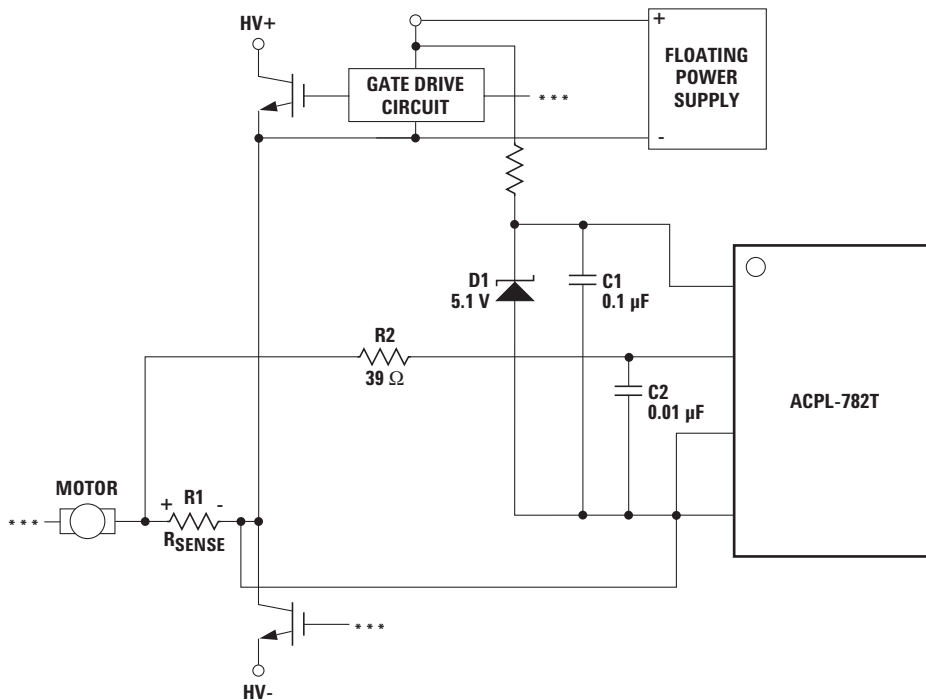 HV+
+
FLOATING
POWER
SUPPLY
-
GATE DRIVE
CIRCUIT
***
D1
5.1 V
C1
0.1 µF
R2
39 Ω
C2
0.01 µF
ACPL-782T
MOTOR
***
+
R1
-
RSENSE
***
HV-